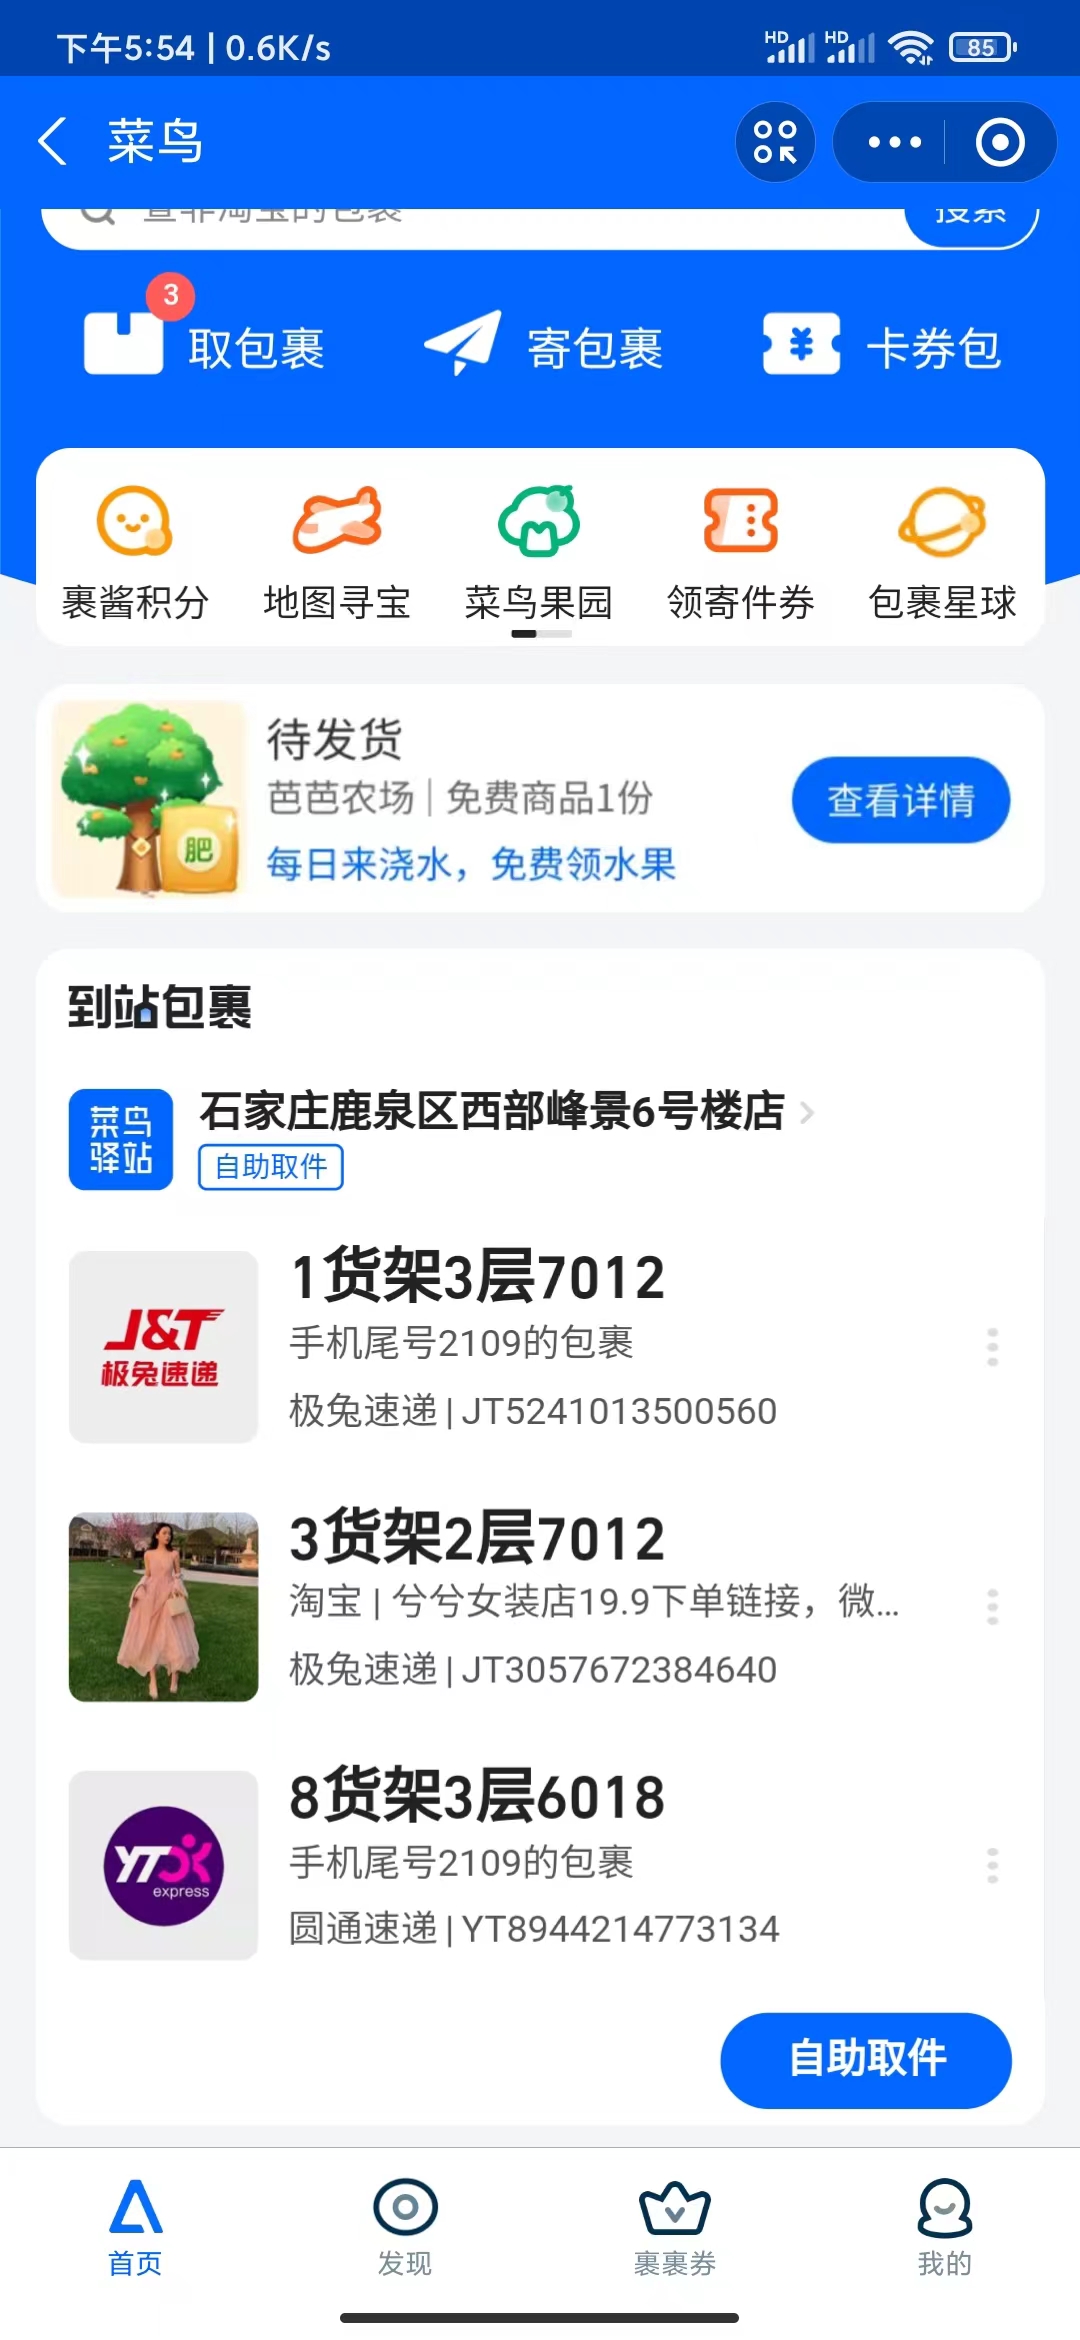 下午5:54 | 0.6K/s
HD HD 85
菜鸟
查非淘宝的包裹 搜索
3
取包裹 寄包裹 卡券包
裹酱积分 地图寻宝 菜鸟果园 领寄件券 包裹星球
待发货
芭芭农场 | 免费商品1份
查看详情
肥
每日来浇水，免费领水果
到站包裹
菜鸟
驿站
石家庄鹿泉区西部峰景6号楼店
自助取件
1货架3层7012
J&T
极兔速递
手机尾号2109的包裹
极兔速递 | JT5241013500560
3货架2层7012
淘宝 | 兮兮女装店19.9下单链接，微...
极兔速递 | JT3057672384640
8货架3层6018
YTO
express
手机尾号2109的包裹
圆通速递 | YT8944214773134
自助取件
首页 发现 裹裹券 我的